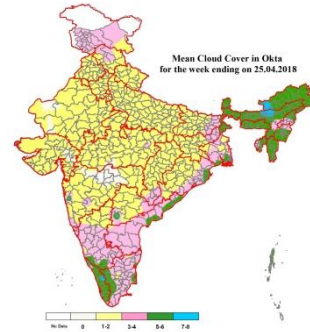 Mean Cloud Cover in Okta
for the week ending on 25.04.2018
No Data 0 1-2 3-4 5-6 7-8